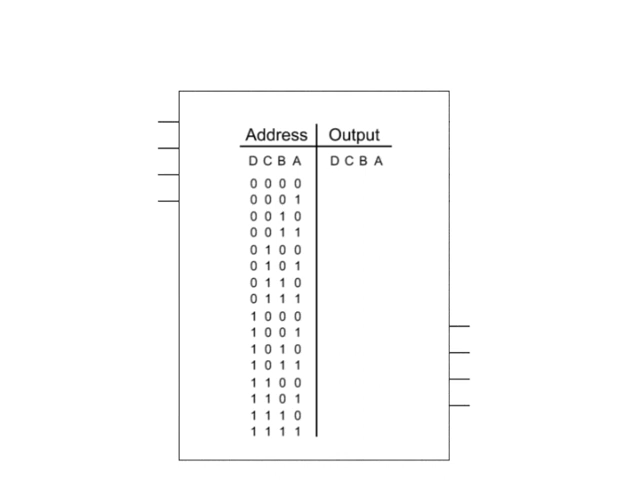 Address Output
D C B A D C B A
0 0 0 0
0 0 0 1
0 0 1 0
0 0 1 1
0 1 0 0
0 1 0 1
0 1 1 0
0 1 1 1
1 0 0 0
1 0 0 1
1 0 1 0
1 0 1 1
1 1 0 0
1 1 0 1
1 1 1 0
1 1 1 1